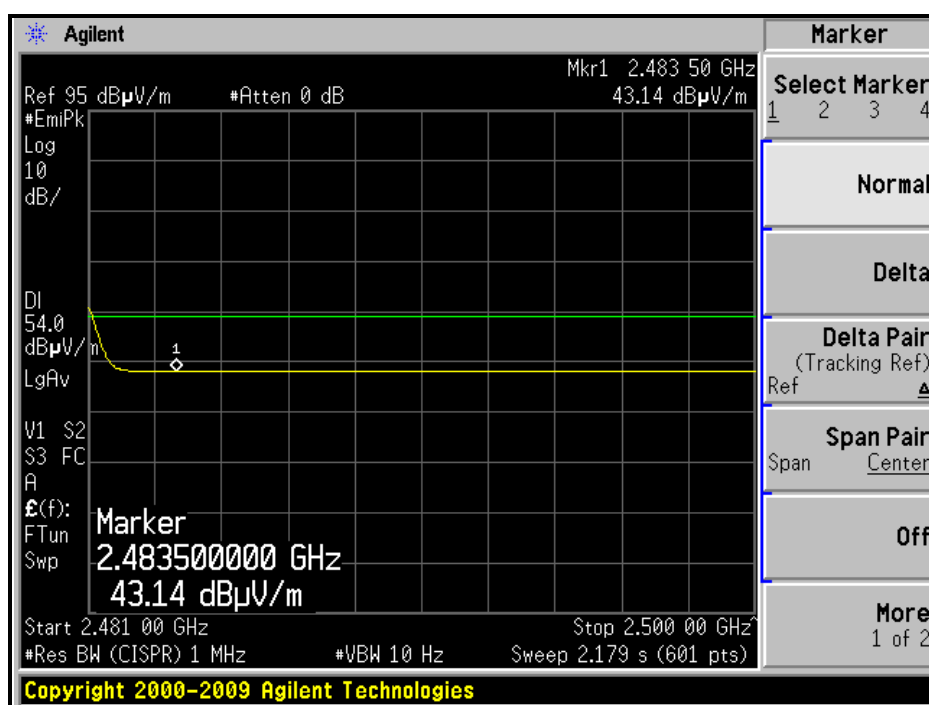 Agilent
Marker
Mkr1 2.483 50 GHz
Ref 95 dBµV/m #Atten 0 dB 43.14 dBµV/m
#EmiPk
Log
10
dB/
DI
54.0
dBµV/m
LgAv
V1 S2
S3 FC
A
£(f):
FTun
Swp
1
Marker
2.483500000 GHz
43.14 dBµV/m
Start 2.481 00 GHz Stop 2.500 00 GHz^
#Res BW (CISPR) 1 MHz #VBW 10 Hz Sweep 2.179 s (601 pts)
Copyright 2000-2009 Agilent Technologies
Select Marker
1 2 3 4
Normal
Delta
Delta Pair
(Tracking Ref)
Ref Δ
Span Pair
Span Center
Off
More
1 of 2